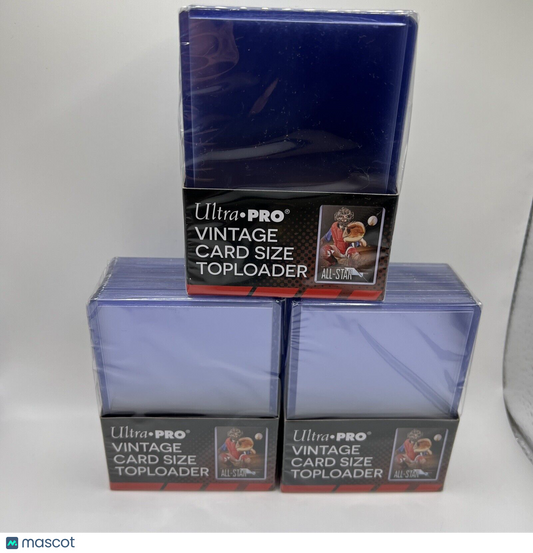 Ultra•PRO®
VINTAGE
CARD SIZE
TOPLOADER
ALL-STAR
Ultra•PRO®
VINTAGE
CARD SIZE
TOPLOADER
ALL-STAR
Ultra•PRO®
VINTAGE
CARD SIZE
TOPLOADER
ALL-STAR
mascot